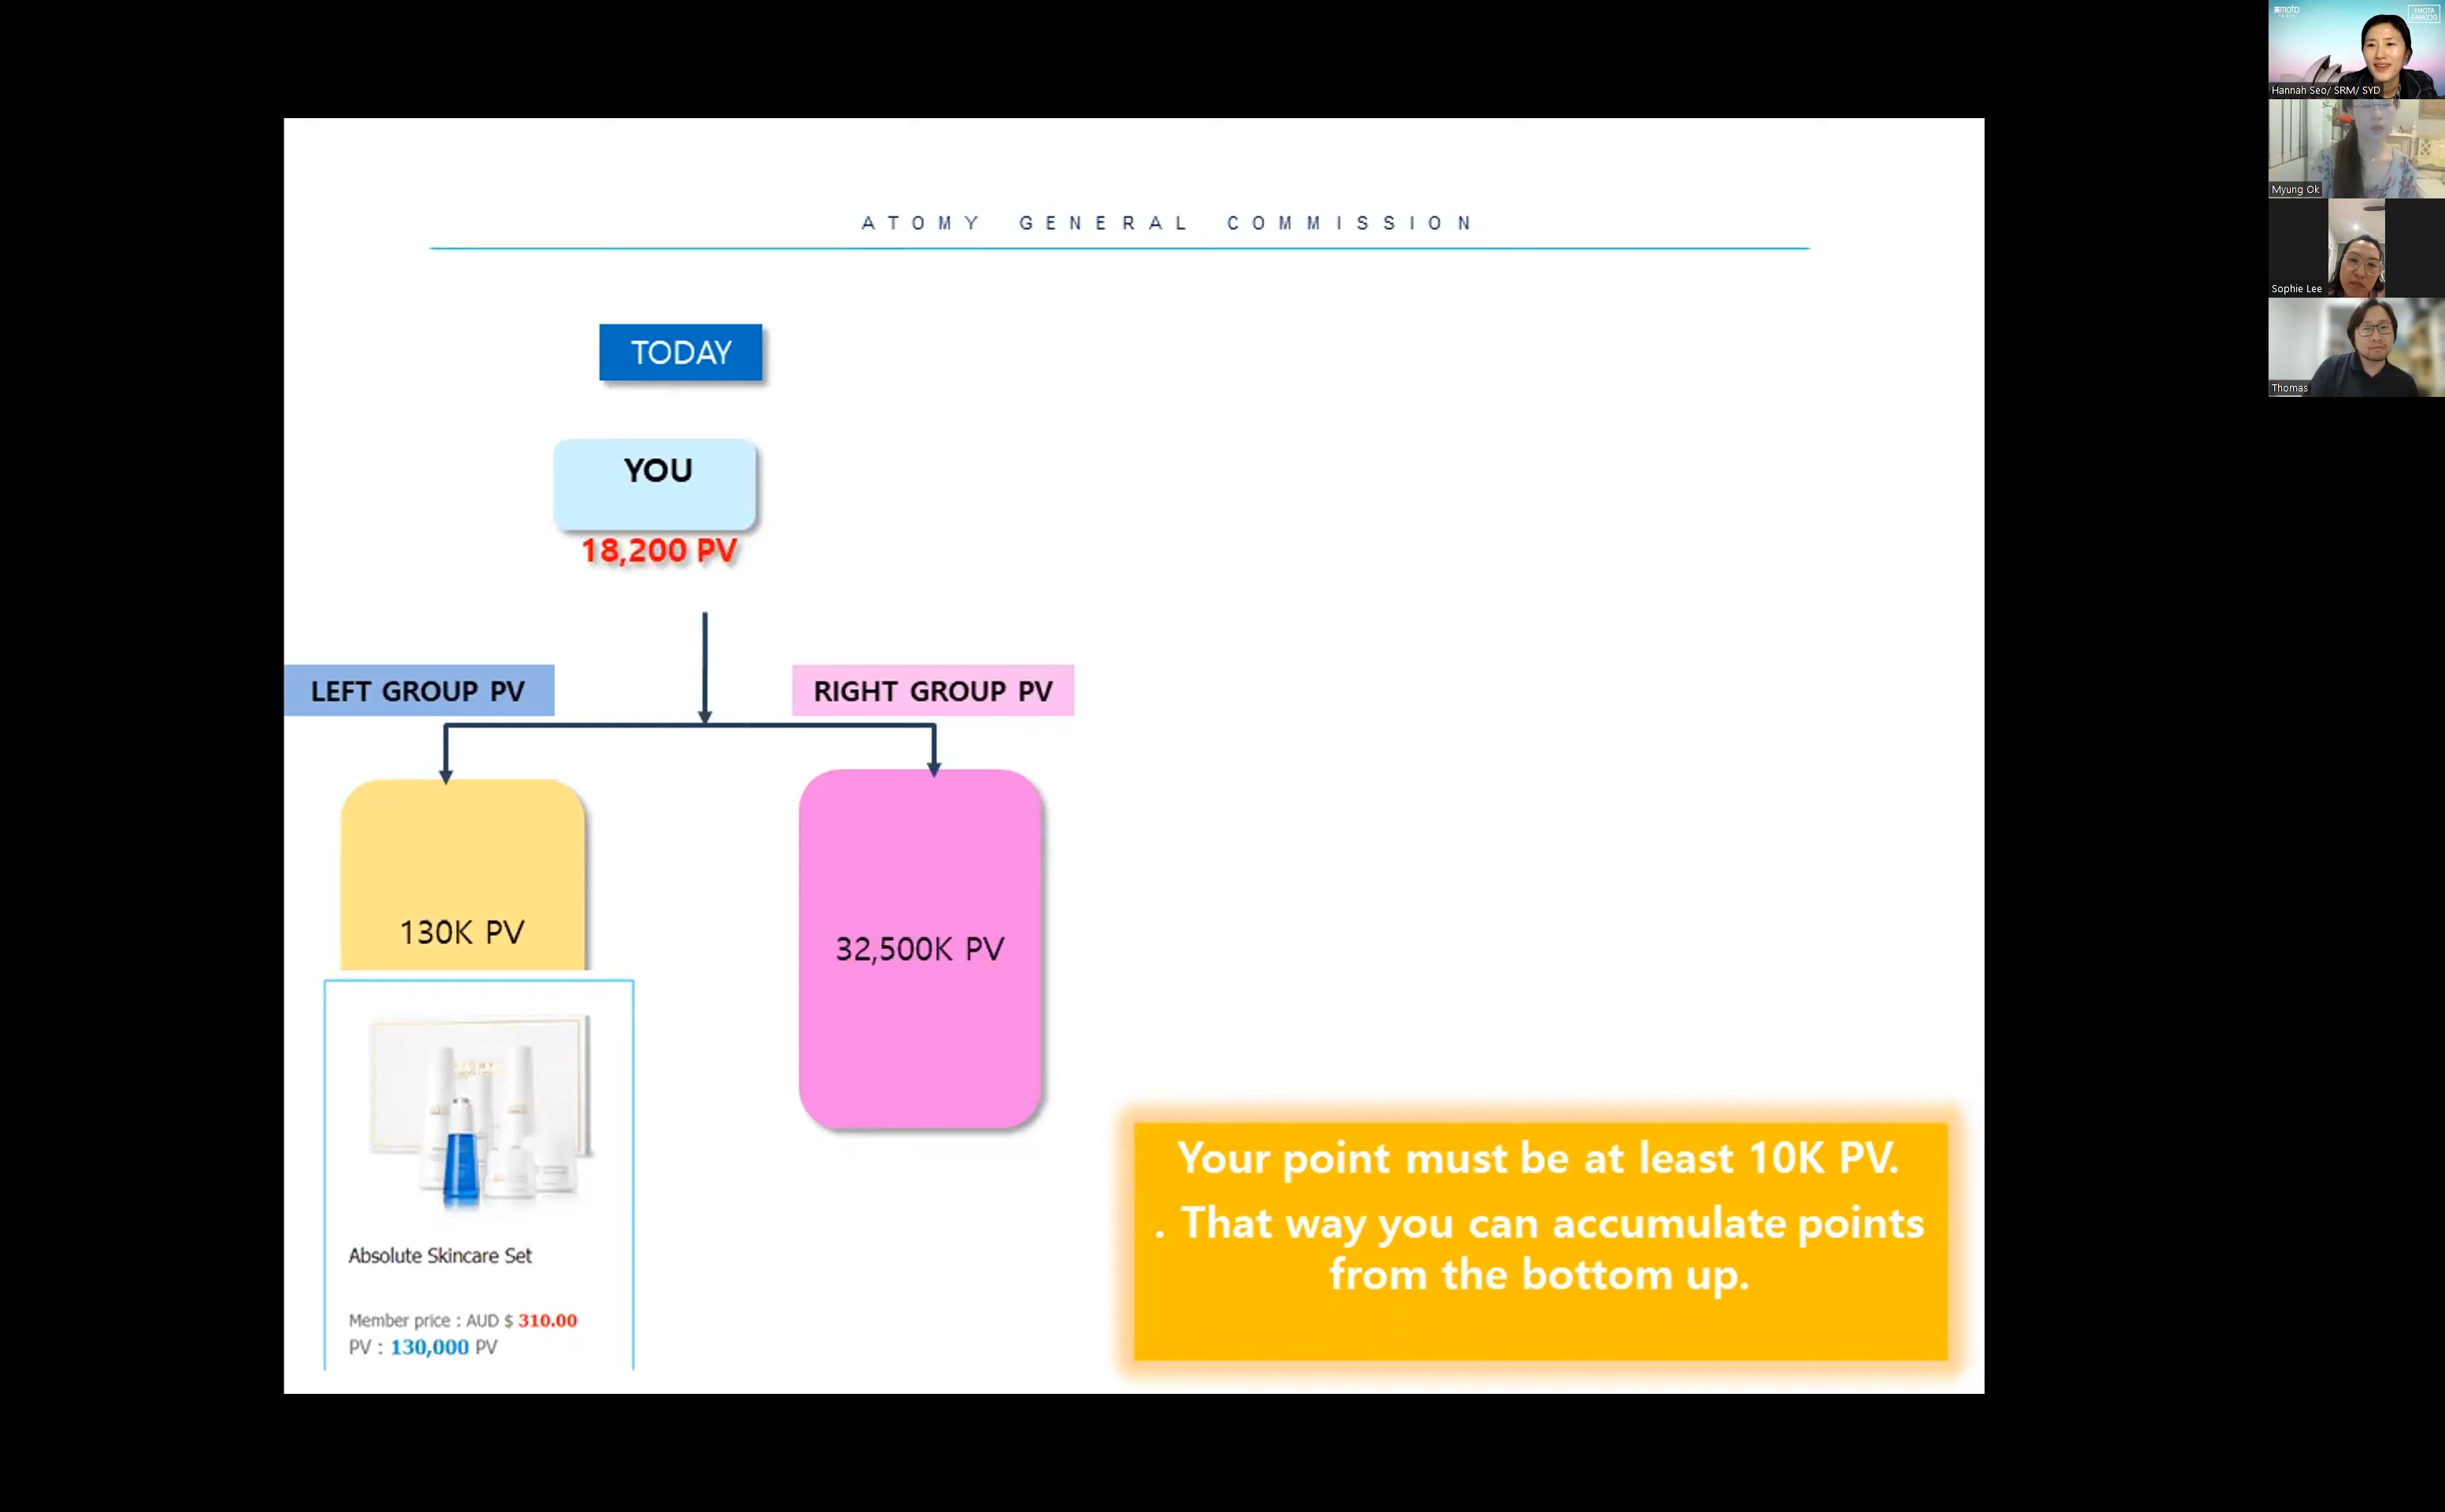 ATOMY GENERAL COMMISSION
TODAY
YOU
18,200 PV
LEFT GROUP PV
RIGHT GROUP PV
130K PV
32,500K PV
Absolute Skincare Set
Member price : AUD $ 310.00
PV : 130,000 PV
Your point must be at least 10K PV.
. That way you can accumulate points
from the bottom up.
Hannah Seo/ SRM/ SYD
Myung Ok
Sophie Lee
Thomas